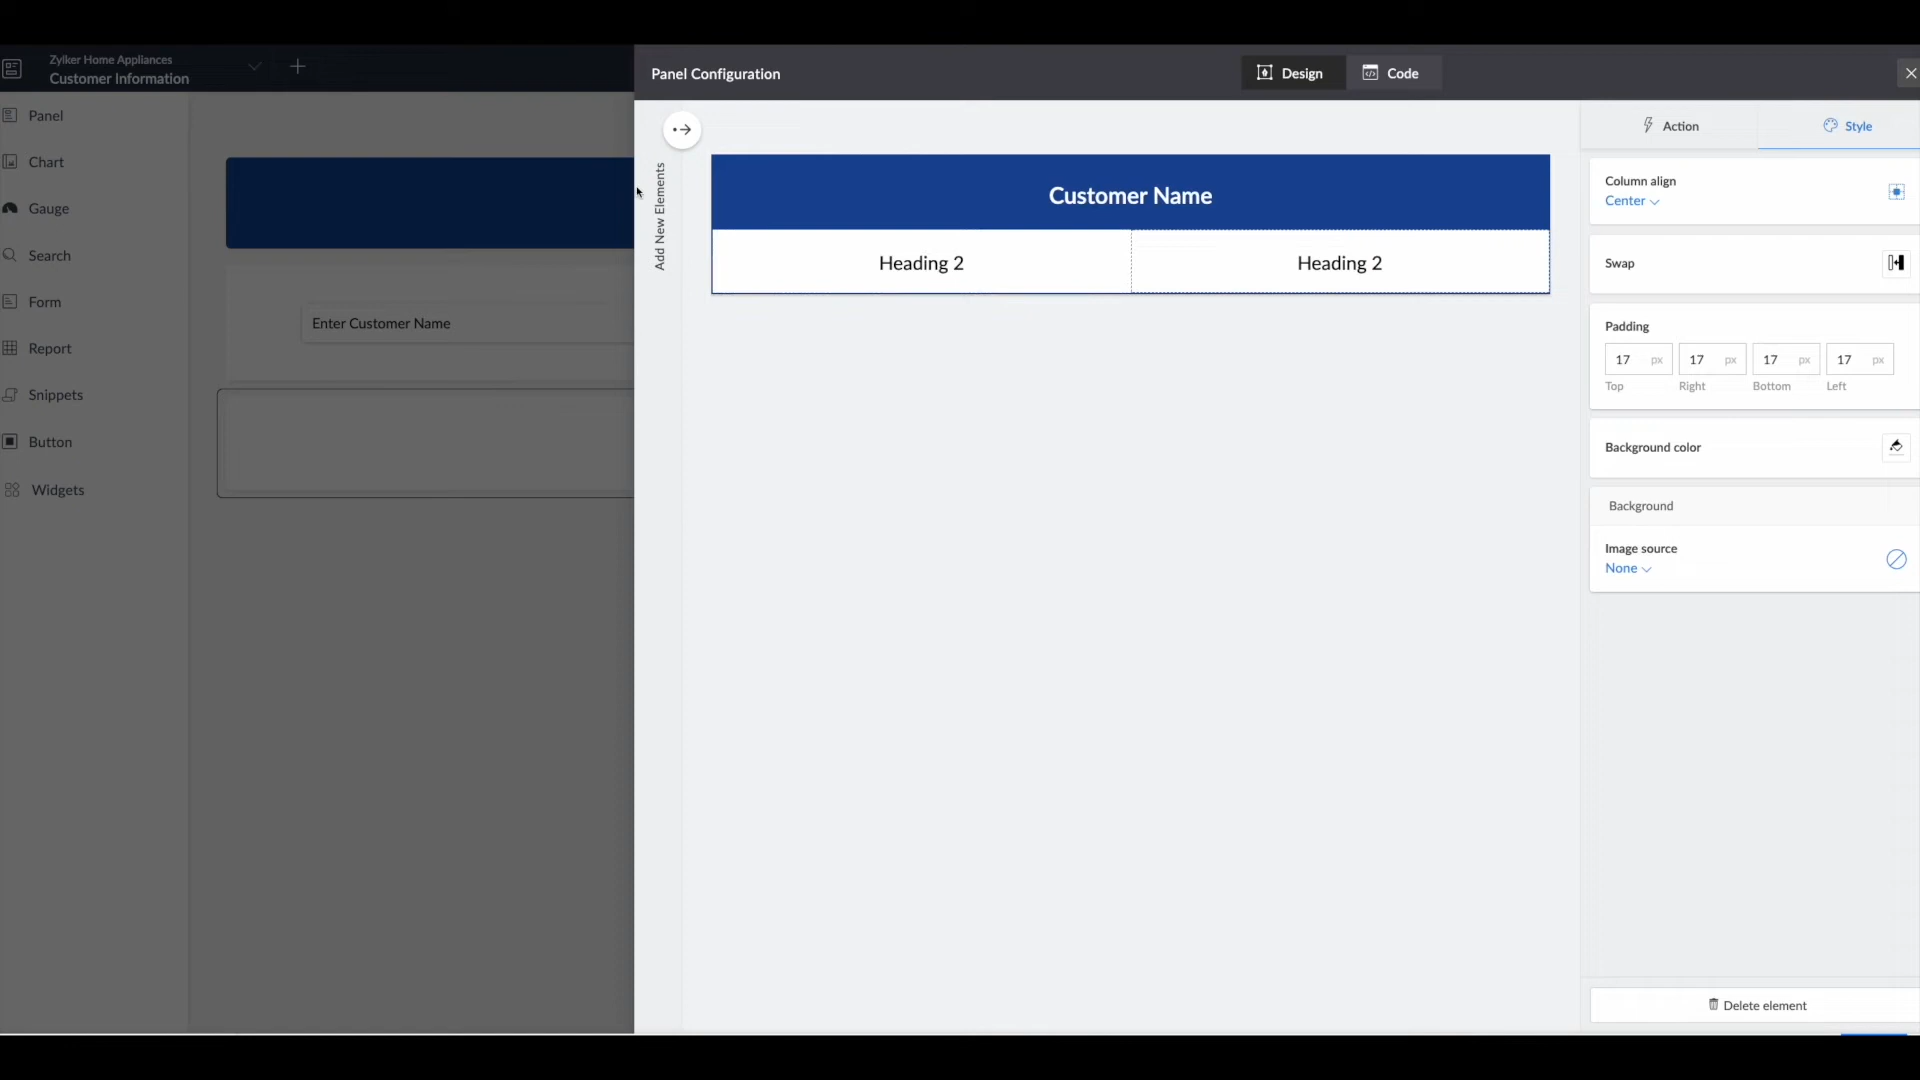 Zylker Home Appliances
Customer Information
Panel
Chart
Gauge
Search
Form
Report
Snippets
Button
Widgets
Enter Customer Name
Panel Configuration
Design
Code
Add New Elements
Customer Name
Heading 2
Heading 2
Action
Style
Column align
Center
Swap
Padding
17 px 17 px 17 px 17 px
Top Right Bottom Left
Background color
Background
Image source
None
Delete element